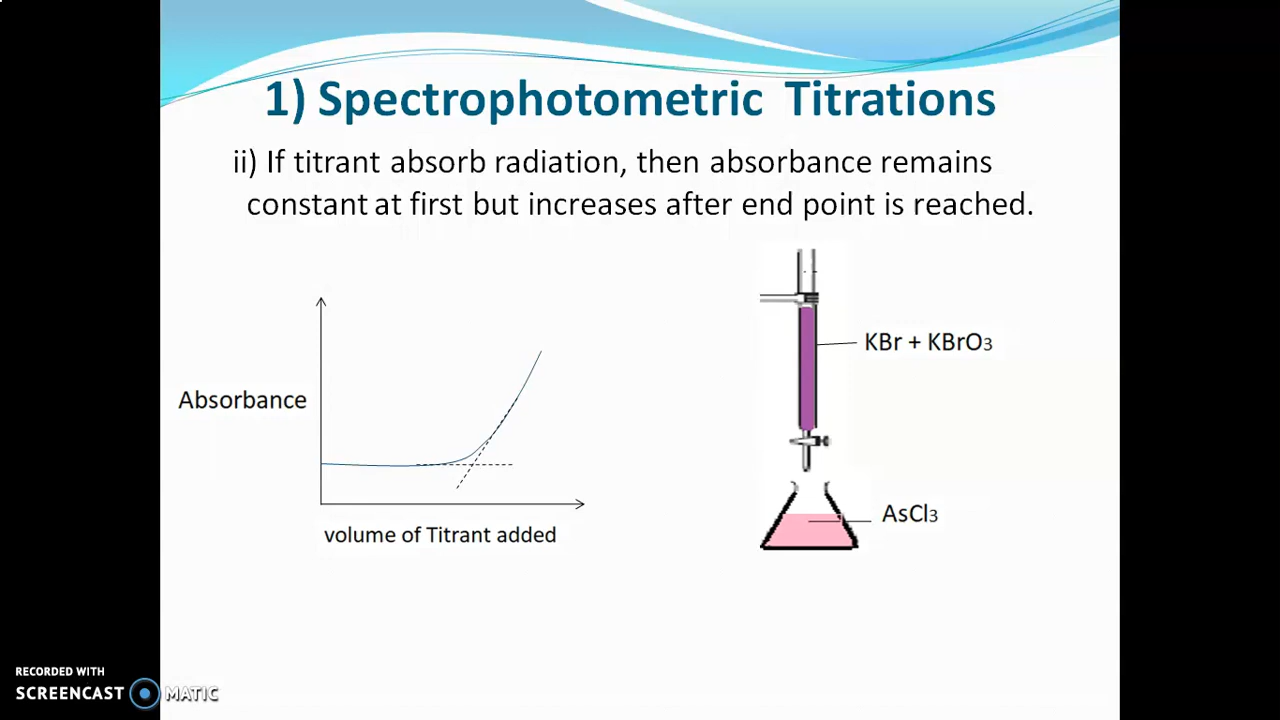 1) Spectrophotometric Titrations
ii) If titrant absorb radiation, then absorbance remains
constant at first but increases after end point is reached.
KBr + KBrO3
Absorbance
AsCl3
volume of Titrant added
RECORDED WITH
SCREENCAST MATIC